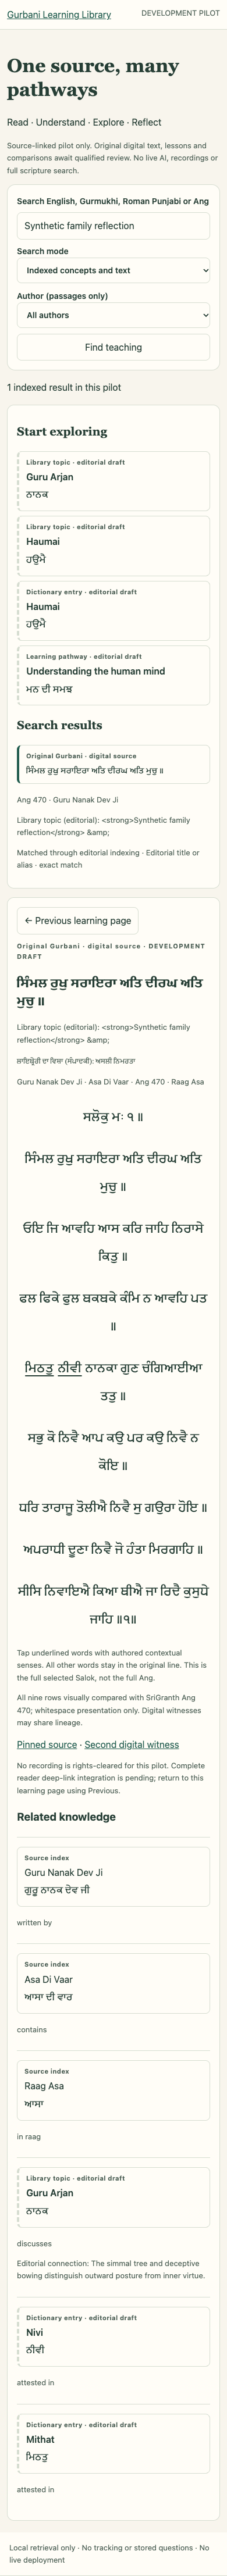 Gurbani Learning Library
DEVELOPMENT PILOT
One source, many
pathways
Read · Understand · Explore · Reflect
Source-linked pilot only. Original digital text, lessons and
comparisons await qualified review. No live AI, recordings or
full scripture search.
Search English, Gurmukhi, Roman Punjabi or Ang
Synthetic family reflection
Search mode
Indexed concepts and text
Author (passages only)
All authors
Find teaching
1 indexed result in this pilot
Start exploring
Library topic · editorial draft
Guru Arjan
ਨਾਨਕ
Library topic · editorial draft
Haumai
ਹਉਮੈ
Dictionary entry · editorial draft
Haumai
ਹਉਮੈ
Learning pathway · editorial draft
Understanding the human mind
ਮਨ ਦੀ ਸਮਝ
Search results
Original Gurbani · digital source
ਸਿੰਮਲ ਰੁਖੁ ਸਰਾਇਰਾ ਅਤਿ ਦੀਰਘ ਅਤਿ ਮੁਚੁ ॥
Ang 470 · Guru Nanak Dev Ji
Library topic (editorial): <strong>Synthetic family
reflection</strong> &amp;
Matched through editorial indexing · Editorial title or
alias · exact match
← Previous learning page
Original Gurbani · digital source · DEVELOPMENT
DRAFT
ਸਿੰਮਲ ਰੁਖੁ ਸਰਾਇਰਾ ਅਤਿ ਦੀਰਘ ਅਤਿ
ਮੁਚੁ ॥
Library topic (editorial): <strong>Synthetic family
reflection</strong> &amp;
ਲਾਇਬ੍ਰੇਰੀ ਦਾ ਵਿਸ਼ਾ (ਸੰਪਾਦਕੀ): ਅਸਲੀ ਨਿਮਰਤਾ
Guru Nanak Dev Ji · Asa Di Vaar · Ang 470 · Raag Asa
ਸਲੋਕੁ ਮਃ ੧ ॥
ਸਿੰਮਲ ਰੁਖੁ ਸਰਾਇਰਾ ਅਤਿ ਦੀਰਘ ਅਤਿ
ਮੁਚੁ ॥
ਓਇ ਜਿ ਆਵਹਿ ਆਸ ਕਰਿ ਜਾਹਿ ਨਿਰਾਸੇ
ਕਿਤੁ ॥
ਫਲ ਫਿਕੇ ਫੁਲ ਬਕਬਕੇ ਕੰਮਿ ਨ ਆਵਹਿ ਪਤ
॥
ਮਿਠਤੁ ਨੀਵੀ ਨਾਨਕਾ ਗੁਣ ਚੰਗਿਆਈਆ
ਤਤੁ ॥
ਸਭੁ ਕੋ ਨਿਵੈ ਆਪ ਕਉ ਪਰ ਕਉ ਨਿਵੈ ਨ
ਕੋਇ ॥
ਧਰਿ ਤਾਰਾਜੂ ਤੋਲੀਐ ਨਿਵੈ ਸੁ ਗਉਰਾ ਹੋਇ ॥
ਅਪਰਾਧੀ ਦੂਣਾ ਨਿਵੈ ਜੋ ਹੰਤਾ ਮਿਰਗਾਹਿ ॥
ਸੀਸਿ ਨਿਵਾਇਐ ਕਿਆ ਥੀਐ ਜਾ ਰਿਦੈ ਕੁਸੁਧੇ
ਜਾਹਿ ॥੧॥
Tap underlined words with authored contextual
senses. All other words stay in the original line. This is
the full selected Salok, not the full Ang.
All nine rows visually compared with SriGranth Ang
470; whitespace presentation only. Digital witnesses
may share lineage.
Pinned source · Second digital witness
No recording is rights-cleared for this pilot. Complete
reader deep-link integration is pending; return to this
learning page using Previous.
Related knowledge
Source index
Guru Nanak Dev Ji
ਗੁਰੂ ਨਾਨਕ ਦੇਵ ਜੀ
written by
Source index
Asa Di Vaar
ਆਸਾ ਦੀ ਵਾਰ
contains
Source index
Raag Asa
ਆਸਾ
in raag
Library topic · editorial draft
Guru Arjan
ਨਾਨਕ
discusses
Editorial connection: The simmal tree and deceptive
bowing distinguish outward posture from inner virtue.
Dictionary entry · editorial draft
Nivi
ਨੀਵੀ
attested in
Dictionary entry · editorial draft
Mithat
ਮਿਠਤੁ
attested in
Local retrieval only · No tracking or stored questions · No
live deployment